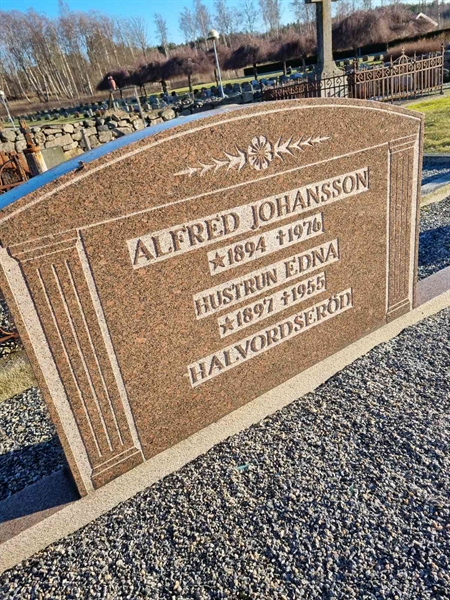 ALFRED JOHANSSON
★1894 †1976
HUSTRUN EDNA
★1897 †1955
HALVORDSERÖD